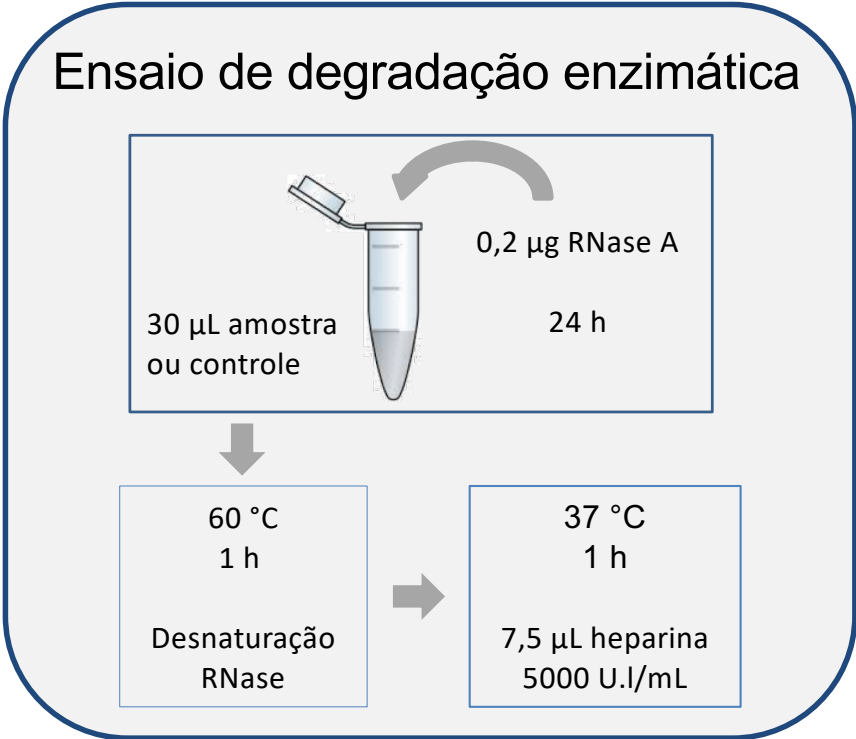 Ensaio de degradação enzimática
0,2 µg RNase A
30 µL amostra
ou controle
24 h
60 °C
1 h
Desnaturação
RNase
37 °C
1 h
7,5 µL heparina
5000 U.I/mL